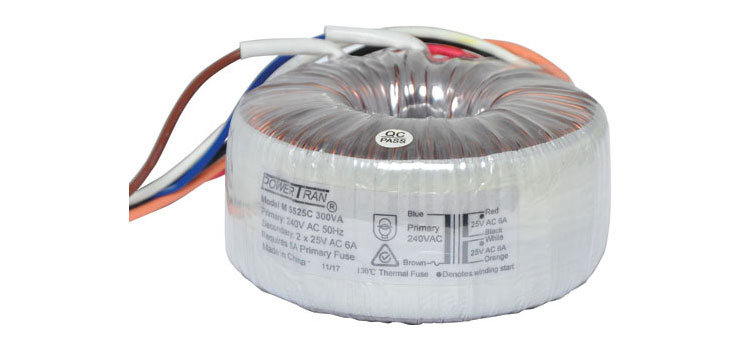 QC
PASS
POWERTRAN ®
Model M 5525C 300VA
Primary: 240V AC 50Hz
Secondary: 2 x 25V AC 6A
Requires 6A Primary Fuse
Made in China
11/17
Blue
Primary
240VAC
Brown
130℃ Thermal Fuse
Red
25V AC 6A
Black
White
25V AC 6A
Orange
Denotes winding start